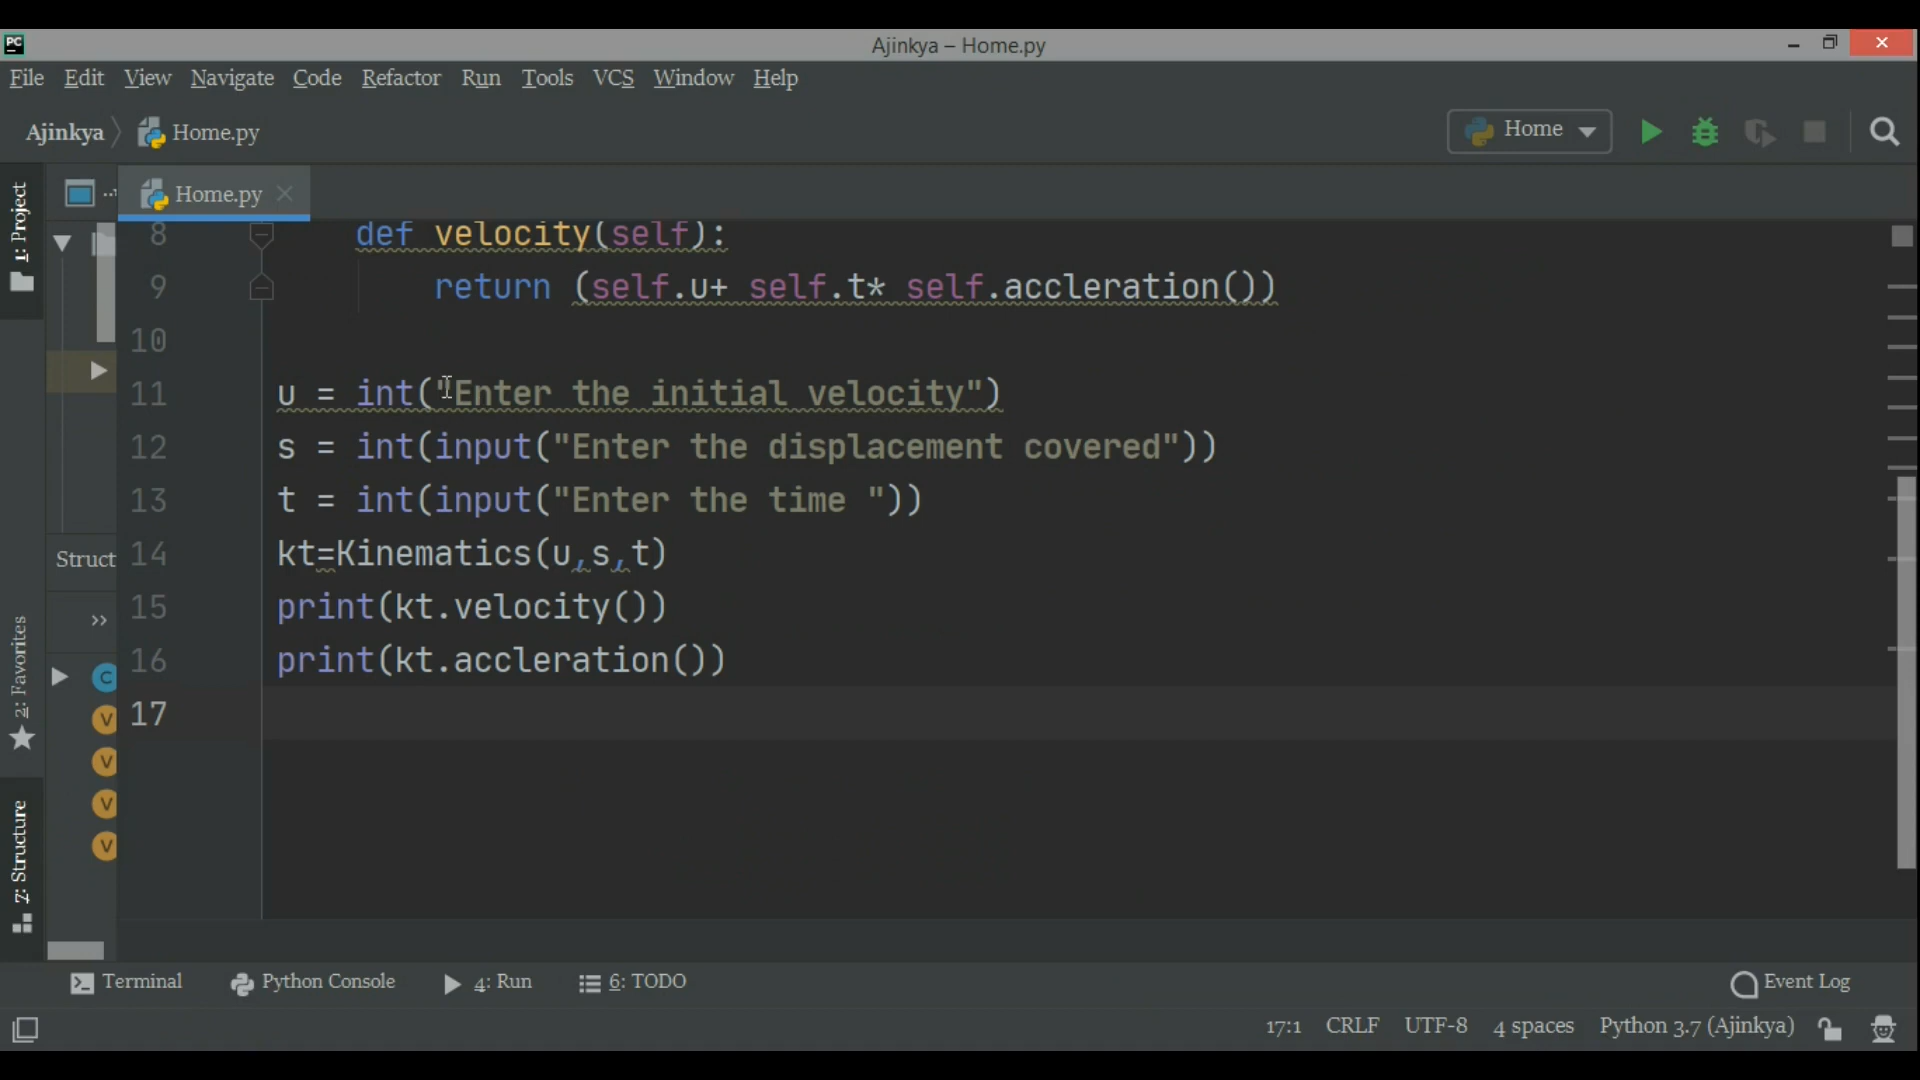 PC
Ajinkya – Home.py
File Edit View Navigate Code Refactor Run Tools VCS Window Help
Ajinkya Home.py
Home
1: Project
Home.py
8 def velocity(self):
9 return (self.u+ self.t* self.accleration())
10
11 u = int("Enter the initial velocity")
12 s = int(input("Enter the displacement covered"))
13 t = int(input("Enter the time "))
Struct
14 kt=Kinematics(u,s,t)
15 print(kt.velocity())
16 print(kt.accleration())
17
2: Favorites
C
V
V
V
V
Z: Structure
Terminal Python Console 4: Run 6: TODO Event Log
17:1 CRLF UTF-8 4 spaces Python 3.7 (Ajinkya)